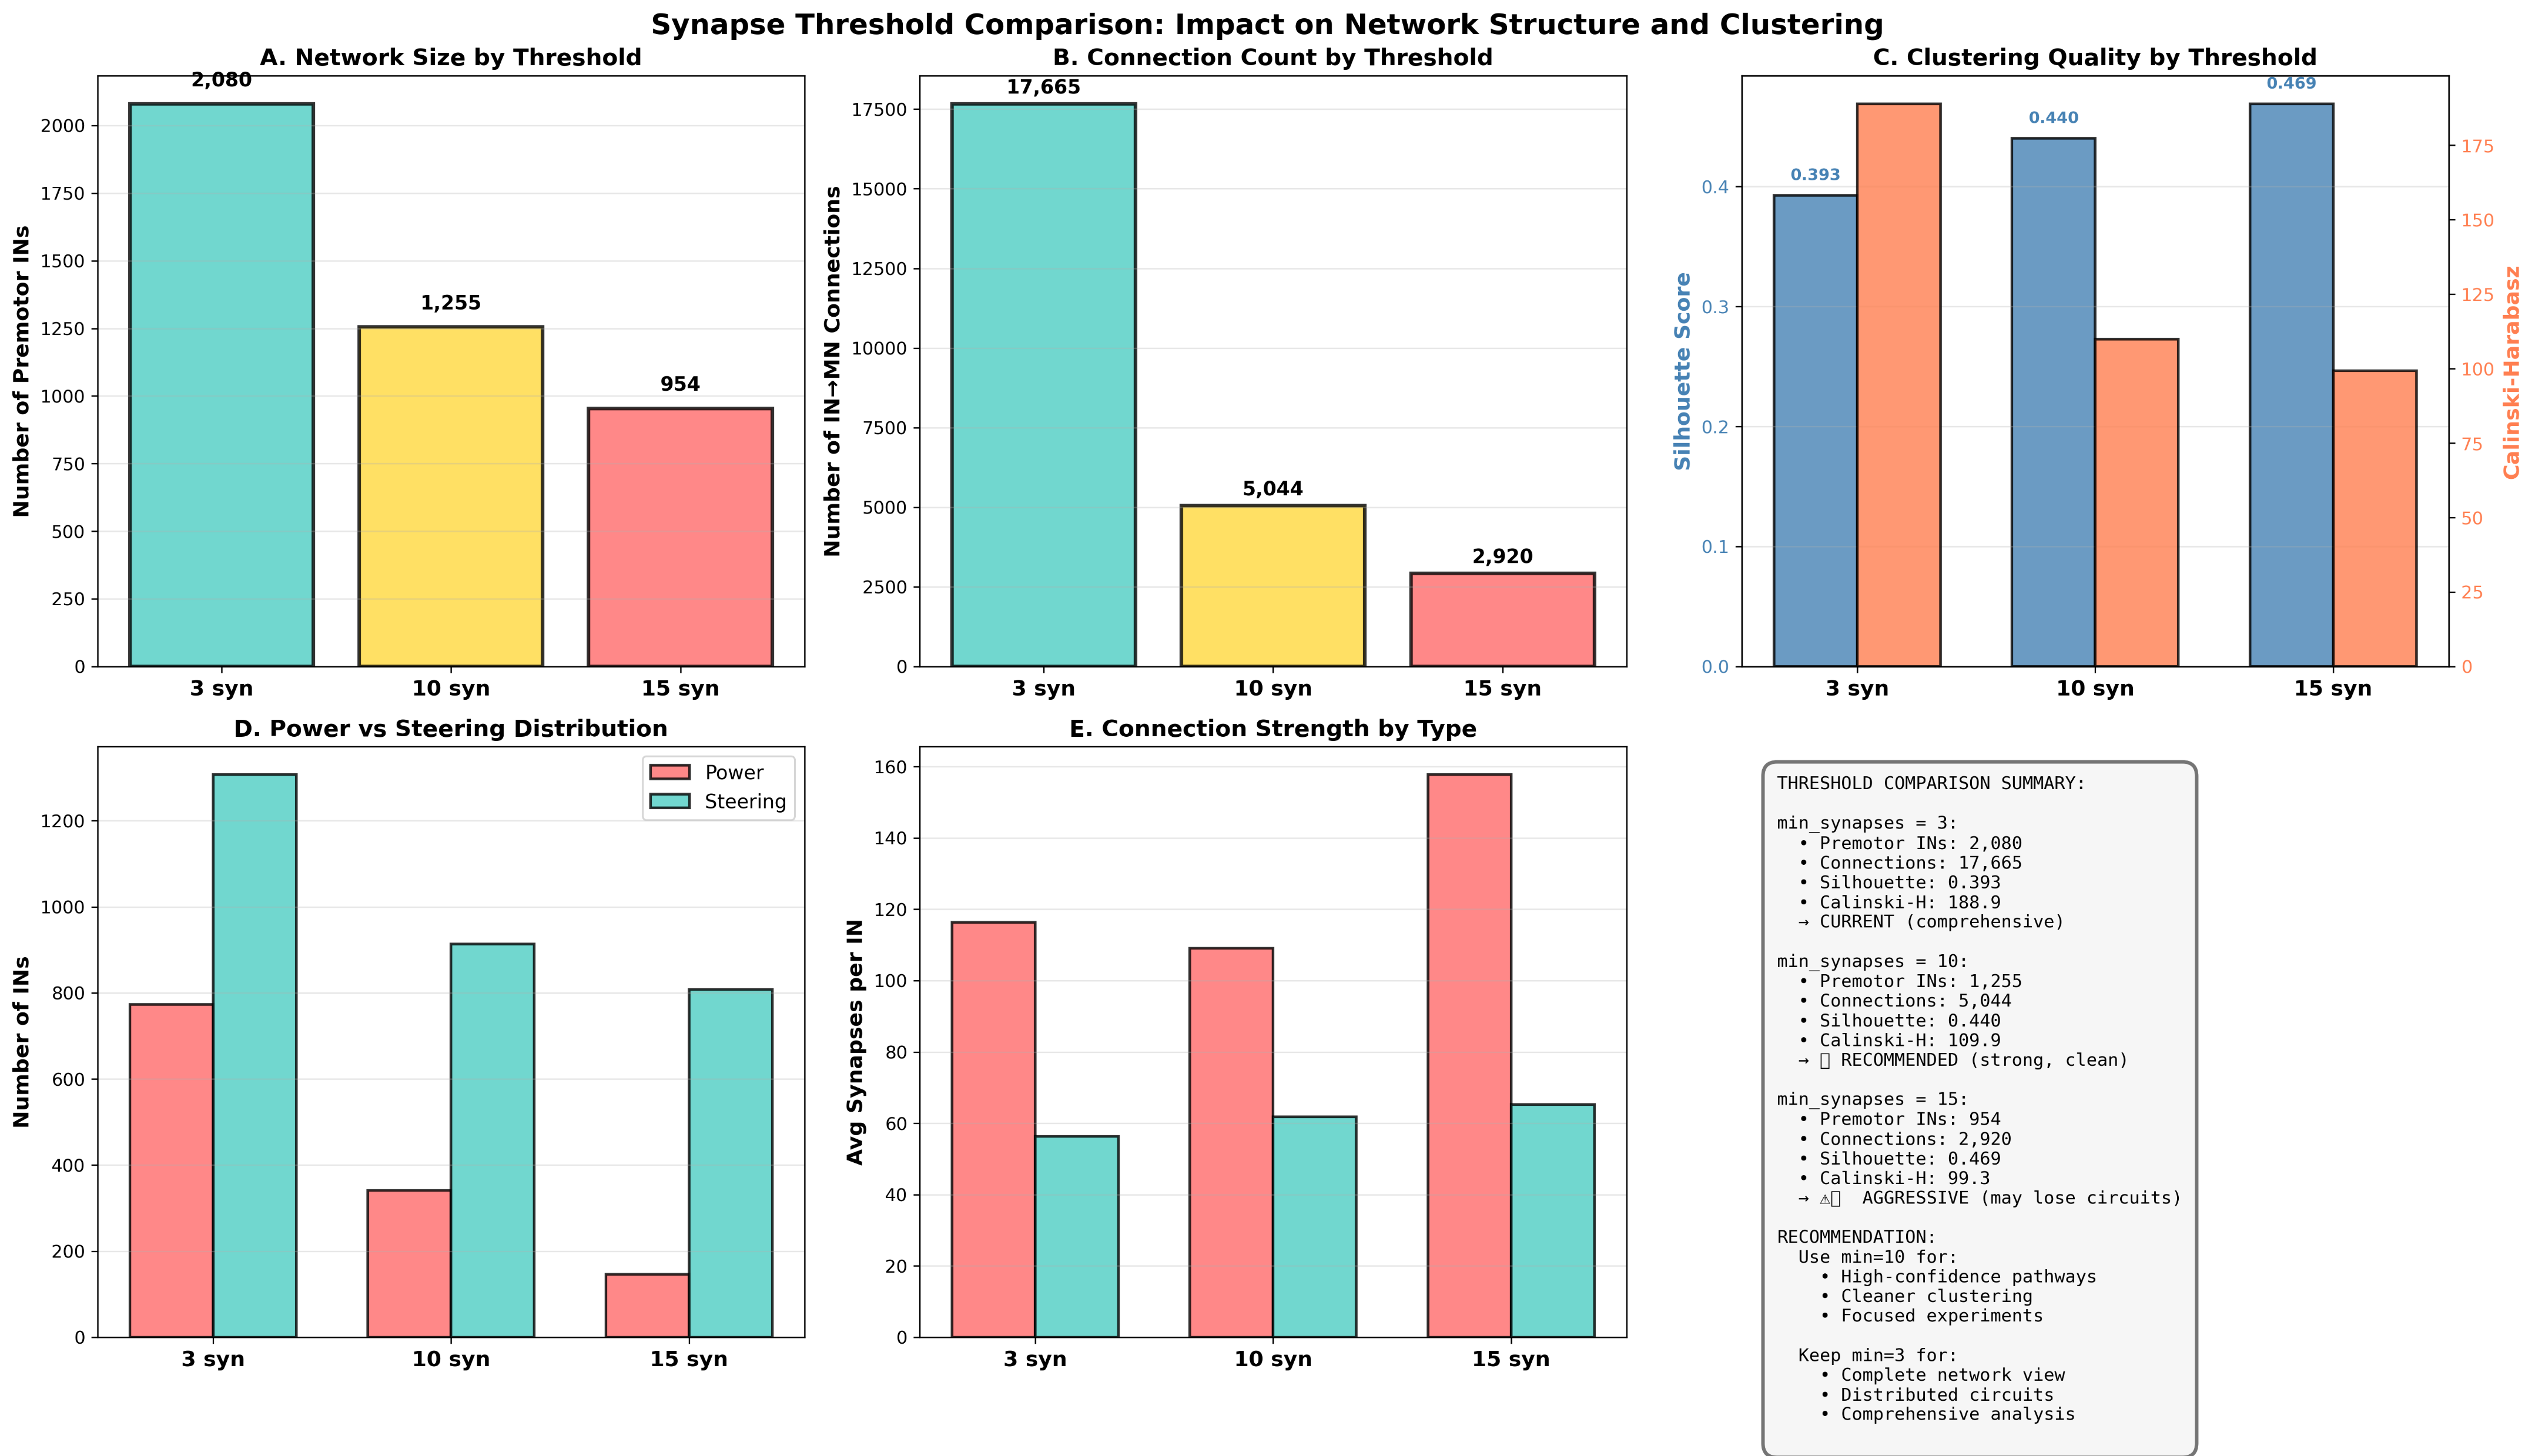 Synapse Threshold Comparison: Impact on Network Structure and Clustering
A. Network Size by Threshold
Number of Premotor INs
2000
1750
1500
1250
1000
750
500
250
0
2,080
1,255
954
3 syn
10 syn
15 syn
B. Connection Count by Threshold
Number of IN→MN Connections
17500
15000
12500
10000
7500
5000
2500
0
17,665
5,044
2,920
3 syn
10 syn
15 syn
C. Clustering Quality by Threshold
Silhouette Score
0.4
0.3
0.2
0.1
0.0
0.393
0.440
0.469
175
150
125
100
75
50
25
0
Calinski-Harabasz
3 syn
10 syn
15 syn
D. Power vs Steering Distribution
Number of INs
1200
1000
800
600
400
200
0
Power
Steering
3 syn
10 syn
15 syn
E. Connection Strength by Type
Avg Synapses per IN
160
140
120
100
80
60
40
20
0
3 syn
10 syn
15 syn
THRESHOLD COMPARISON SUMMARY:
min_synapses = 3:
• Premotor INs: 2,080
• Connections: 17,665
• Silhouette: 0.393
• Calinski-H: 188.9
→ CURRENT (comprehensive)
min_synapses = 10:
• Premotor INs: 1,255
• Connections: 5,044
• Silhouette: 0.440
• Calinski-H: 109.9
→ RECOMMENDED (strong, clean)
min_synapses = 15:
• Premotor INs: 954
• Connections: 2,920
• Silhouette: 0.469
• Calinski-H: 99.3
→ ⚠ AGGRESSIVE (may lose circuits)
RECOMMENDATION:
Use min=10 for:
• High-confidence pathways
• Cleaner clustering
• Focused experiments
Keep min=3 for:
• Complete network view
• Distributed circuits
• Comprehensive analysis